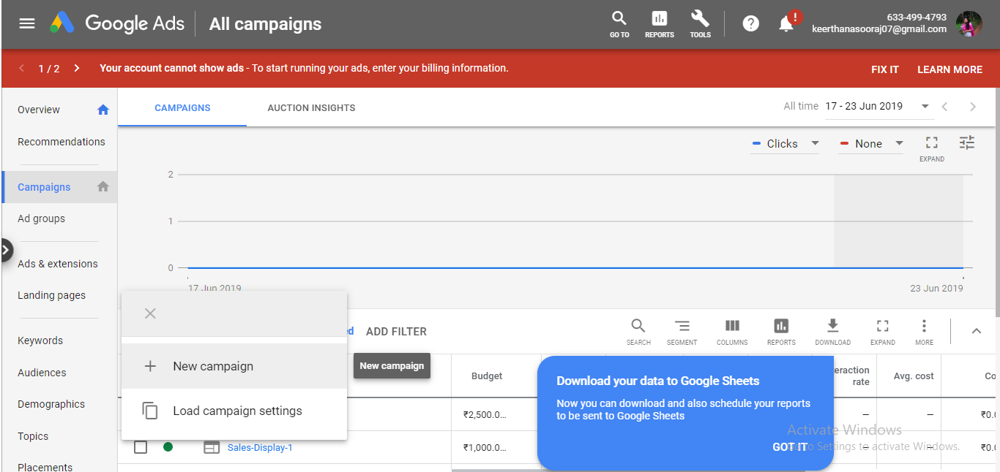 Google Ads
All campaigns
GO TO
REPORTS
TOOLS
!
633-499-4793
keerthanasooraj07@gmail.com
1 / 2
Your account cannot show ads - To start running your ads, enter your billing information.
FIX IT
LEARN MORE
Overview
Recommendations
Campaigns
Ad groups
Ads & extensions
Landing pages
Keywords
Audiences
Demographics
Topics
Placements
CAMPAIGNS
AUCTION INSIGHTS
All time
17 - 23 Jun 2019
Clicks
None
EXPAND
2
1
0
17 Jun 2019
23 Jun 2019
ed
ADD FILTER
SEARCH
SEGMENT
COLUMNS
REPORTS
DOWNLOAD
EXPAND
MORE
New campaign
Load campaign settings
New campaign
Budget
eraction
rate
Avg. cost
Co
₹2,500.0...
–
–
₹0.0
Sales-Display-1
₹1,000.0...
–
–
₹0.0
Download your data to Google Sheets
Now you can download and also schedule your reports
to be sent to Google Sheets
GOT IT
Activate Windows
Go to Settings to activate Windows.